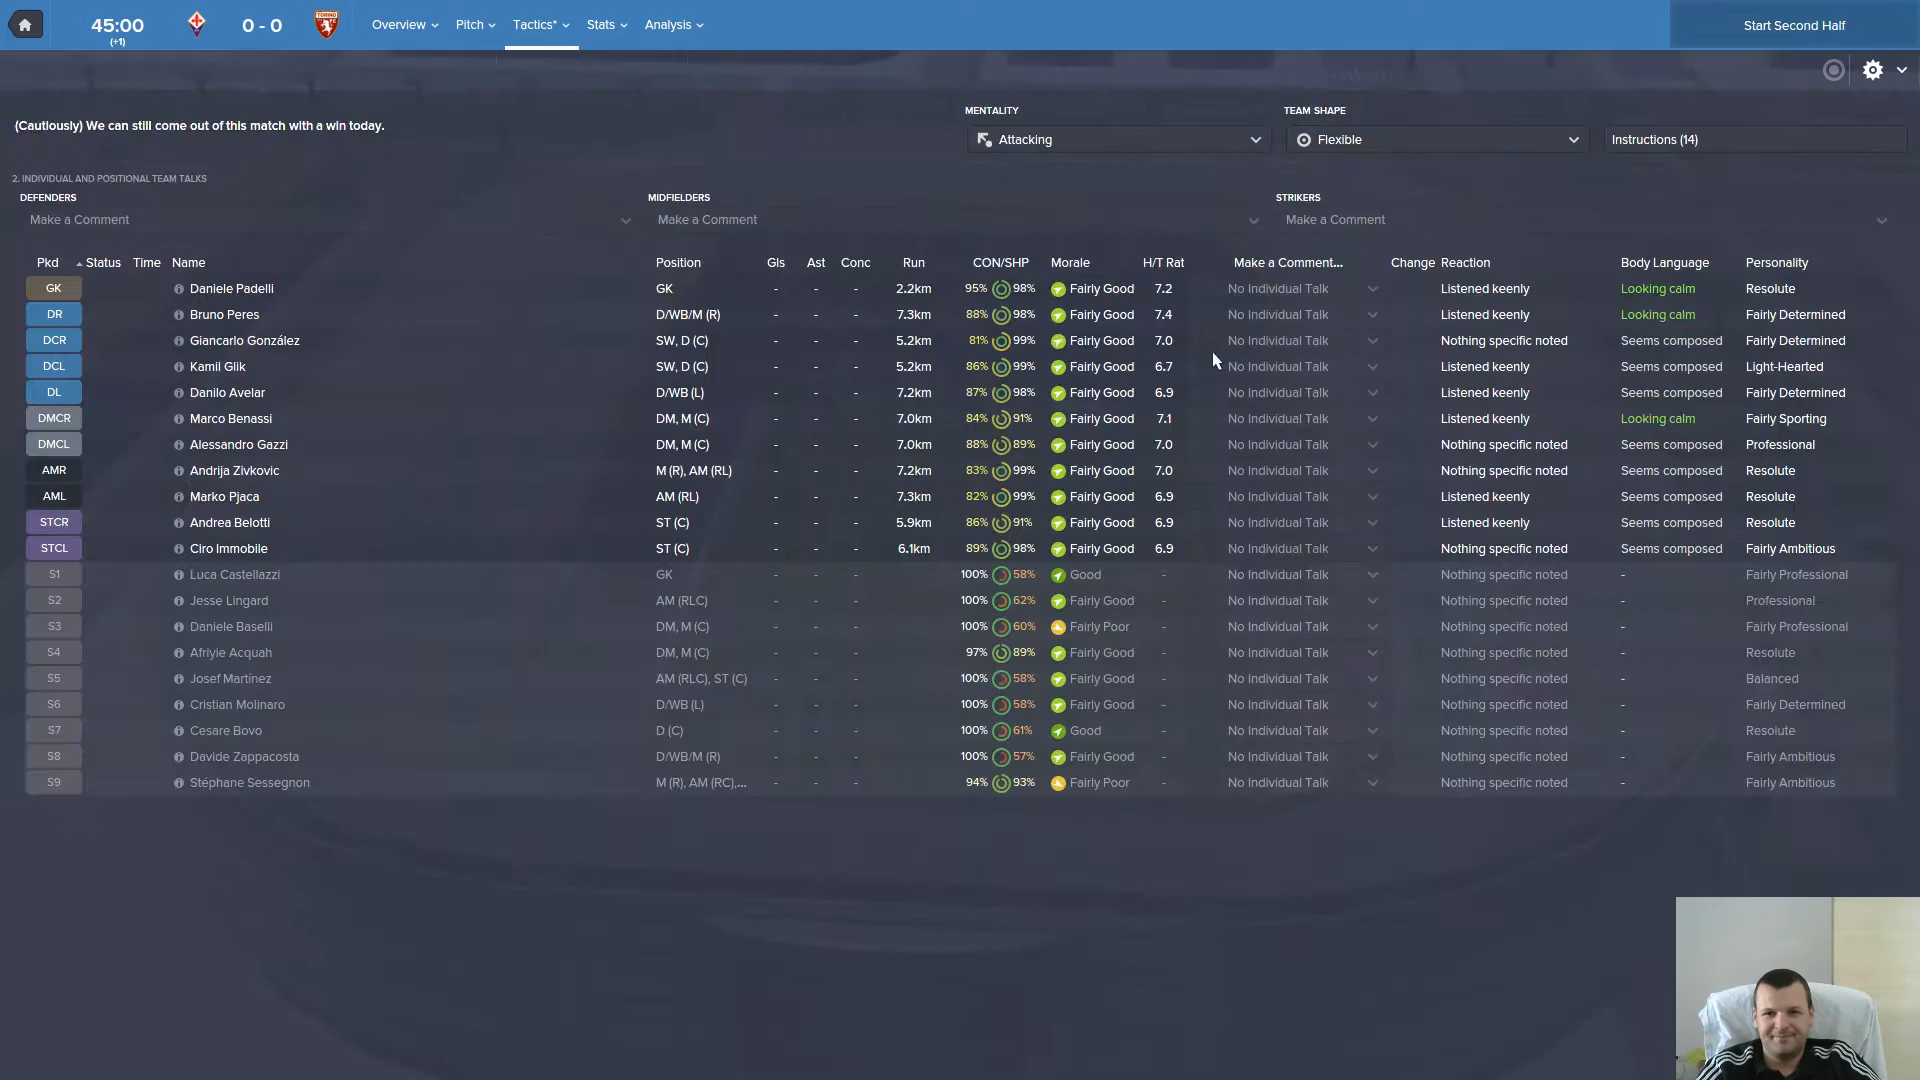 45:00 (+1) 0 - 0 TORINO Overview Pitch Tactics* Stats Analysis Start Second Half
MENTALITY TEAM SHAPE
(Cautiously) We can still come out of this match with a win today.
Attacking Flexible Instructions (14)
2. INDIVIDUAL AND POSITIONAL TEAM TALKS
DEFENDERS MIDFIELDERS STRIKERS
Make a Comment Make a Comment Make a Comment
Pkd Status Time Name Position Gls Ast Conc Run CON/SHP Morale H/T Rat Make a Comment... Change Reaction Body Language Personality
GK Daniele Padelli GK - - - 2.2km 95% 98% Fairly Good 7.2 No Individual Talk Listened keenly Looking calm Resolute
DR Bruno Peres D/WB/M (R) - - - 7.3km 88% 98% Fairly Good 7.4 No Individual Talk Listened keenly Looking calm Fairly Determined
DCR Giancarlo González SW, D (C) - - - 5.2km 81% 99% Fairly Good 7.0 No Individual Talk Nothing specific noted Seems composed Fairly Determined
DCL Kamil Glik SW, D (C) - - - 5.2km 86% 99% Fairly Good 6.7 No Individual Talk Listened keenly Seems composed Light-Hearted
DL Danilo Avelar D/WB (L) - - - 7.2km 87% 98% Fairly Good 6.9 No Individual Talk Listened keenly Seems composed Fairly Determined
DMCR Marco Benassi DM, M (C) - - - 7.0km 84% 91% Fairly Good 7.1 No Individual Talk Listened keenly Looking calm Fairly Sporting
DMCL Alessandro Gazzi DM, M (C) - - - 7.0km 88% 89% Fairly Good 7.0 No Individual Talk Nothing specific noted Seems composed Professional
AMR Andrija Zivkovic M (R), AM (RL) - - - 7.2km 83% 99% Fairly Good 7.0 No Individual Talk Nothing specific noted Seems composed Resolute
AML Marko Pjaca AM (RL) - - - 7.3km 82% 99% Fairly Good 6.9 No Individual Talk Listened keenly Seems composed Resolute
STCR Andrea Belotti ST (C) - - - 5.9km 86% 91% Fairly Good 6.9 No Individual Talk Listened keenly Seems composed Resolute
STCL Ciro Immobile ST (C) - - - 6.1km 89% 98% Fairly Good 6.9 No Individual Talk Nothing specific noted Seems composed Fairly Ambitious
S1 Luca Castellazzi GK - - - 100% 58% Good - No Individual Talk Nothing specific noted - Fairly Professional
S2 Jesse Lingard AM (RLC) - - - 100% 62% Fairly Good - No Individual Talk Nothing specific noted - Professional
S3 Daniele Baselli DM, M (C) - - - 100% 60% Fairly Poor - No Individual Talk Nothing specific noted - Fairly Professional
S4 Afriyie Acquah DM, M (C) - - - 97% 89% Fairly Good - No Individual Talk Nothing specific noted - Resolute
S5 Josef Martínez AM (RLC), ST (C) - - - 100% 58% Fairly Good - No Individual Talk Nothing specific noted - Balanced
S6 Cristian Molinaro D/WB (L) - - - 100% 58% Fairly Good - No Individual Talk Nothing specific noted - Fairly Determined
S7 Cesare Bovo D (C) - - - 100% 61% Good - No Individual Talk Nothing specific noted - Resolute
S8 Davide Zappacosta D/WB/M (R) - - - 100% 57% Fairly Good - No Individual Talk Nothing specific noted - Fairly Ambitious
S9 Stéphane Sessegnon M (R), AM (RC),... - - - 94% 93% Fairly Poor - No Individual Talk Nothing specific noted - Fairly Ambitious